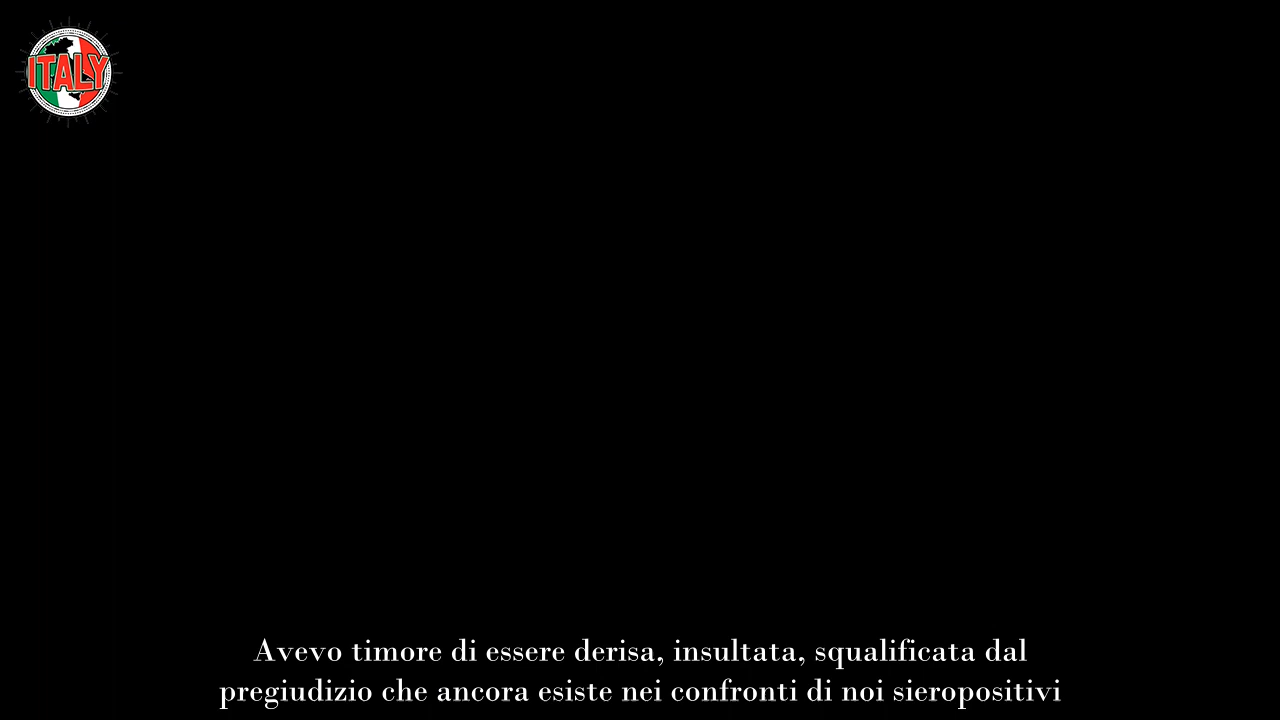 ITALY
Avevo timore di essere derisa, insultata, squalificata dal
pregiudizio che ancora esiste nei confronti di noi sieropositivi